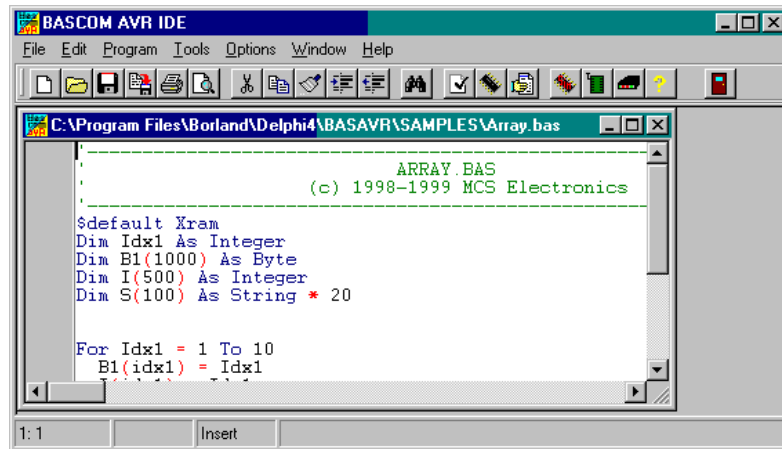 BASCOM AVR IDE
File Edit Program Tools Options Window Help
C:\Program Files\Borland\Delphi4\BASAVR\SAMPLES\Array.bas
'-----------------------------------------------------------
' ARRAY.BAS
' (c) 1998-1999 MCS Electronics
'-----------------------------------------------------------
$default Xram
Dim Idx1 As Integer
Dim B1(1000) As Byte
Dim I(500) As Integer
Dim S(100) As String * 20
For Idx1 = 1 To 10
B1(idx1) = Idx1
1: 1
Insert